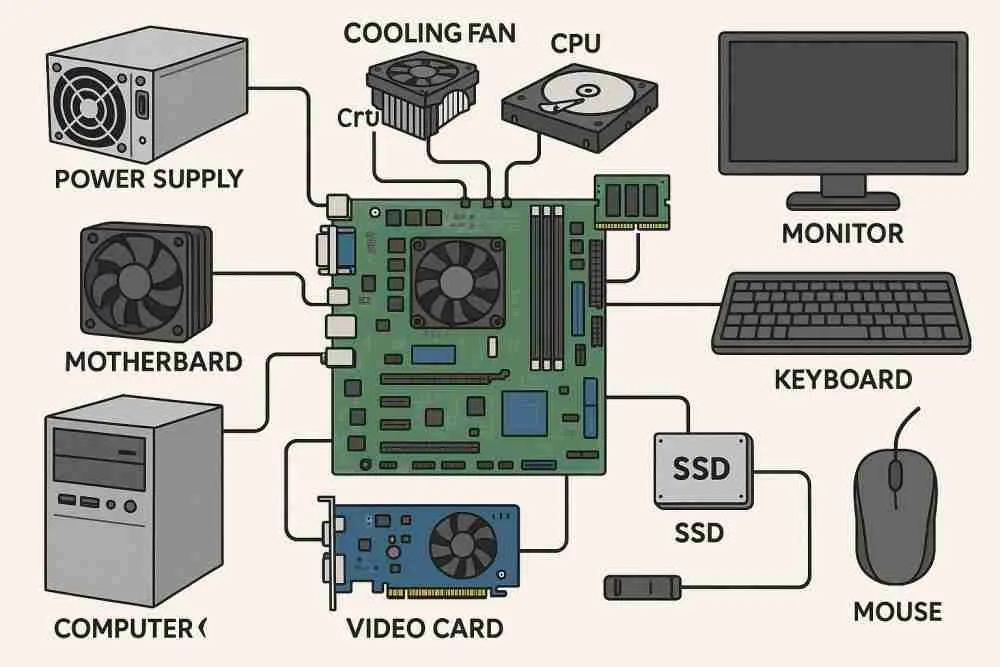 COOLING FAN
CPU
Cru
POWER SUPPLY
MONITOR
MOTHERBARD
KEYBOARD
SSD
SSD
MOUSE
COMPUTER
VIDEO CARD